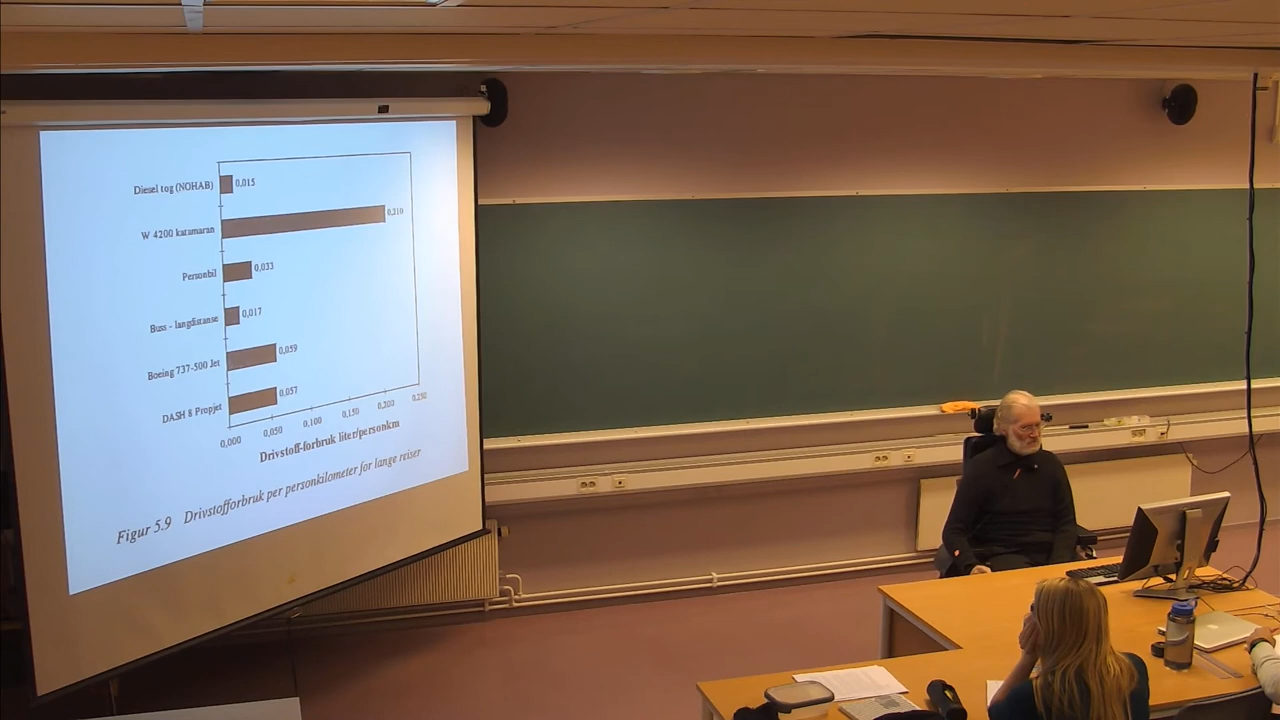 Diesel tog (NOHAB) 0,015
W 4200 katamaran 0,210
Personbil 0,033
Buss - langdistanse 0,017
Boeing 737-500 Jet 0,059
DASH 8 Propjet 0,057
0,000 0,050 0,100 0,150 0,200 0,250
Drivstoff-forbruk liter/personkm
Figur 5.9 Drivstofforbruk per personkilometer for lange reiser